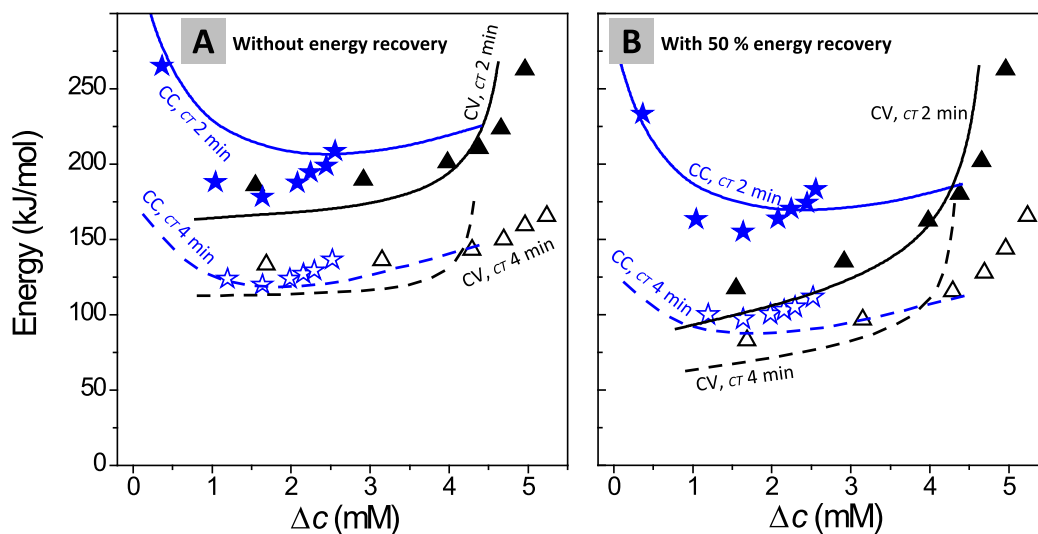 A Without energy recovery
B With 50 % energy recovery
Energy (kJ/mol)
250
200
150
100
50
0
CC, CT 2 min
CV, CT 2 min
CC, CT 4 min
CV, CT 4 min
0 1 2 3 4 5
Δc (mM)
CC, CT 2 min
CV, CT 2 min
CC, CT 4 min
CV, CT 4 min
0 1 2 3 4 5
Δc (mM)